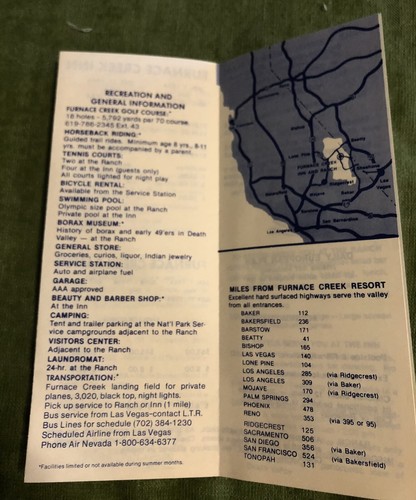 RECREATION AND
GENERAL INFORMATION
FURNACE CREEK GOLF COURSE:*
18 holes - 5,792 yards par 70 course.
619-786-2345 Ext. 43
HORSEBACK RIDING:*
Guided trail rides. Minimum age 8 yrs., 8-11
yrs. must be accompanied by a parent.
TENNIS COURTS:
Two at the Ranch
Four at the Inn (guests only)
All courts lighted for night play
BICYCLE RENTAL:
Available from the Service Station
SWIMMING POOL:
Olympic size pool at the Ranch
Private pool at the Inn
BORAX MUSEUM:*
History of borax and early 49'ers in Death
Valley — at the Ranch
GENERAL STORE:
Groceries, curios, liquor, Indian jewelry
SERVICE STATION:
Auto and airplane fuel
GARAGE:
AAA approved
BEAUTY AND BARBER SHOP:*
At the Inn
CAMPING:
Tent and trailer parking at the Nat'l Park Ser-
vice campgrounds adjacent to the Ranch
VISITORS CENTER:
Adjacent to the Ranch
LAUNDROMAT:
24-hr. at the Ranch
TRANSPORTATION:*
Furnace Creek landing field for private
planes, 3,020, black top, night lights.
Pick up service to Ranch or Inn (1 mile)
Bus service from Las Vegas-contact L.T.R.
Bus Lines for schedule (702) 384-1230
Scheduled Airline from Las Vegas
Phone Air Nevada 1-800-634-6377
*Facilities limited or not available during summer months.
Las Vegas
San Bernardino
Los Angeles
MILES FROM FURNACE CREEK RESORT
Excellent hard surfaced highways serve the valley
from all entrances.
BAKER 112
BAKERSFIELD 236
BARSTOW 171
BEATTY 41
BISHOP 165
LAS VEGAS 140
LONE PINE 104
LOS ANGELES 285 (via Ridgecrest)
LOS ANGELES 309 (via Baker)
MOJAVE 170 (via Ridgecrest)
PALM SPRINGS 294
PHOENIX 478
RENO 353 (via 395 or 95)
RIDGECREST 125
SACRAMENTO 506
SAN DIEGO 356 (via Baker)
SAN FRANCISCO 524 (via Bakersfield)
TONOPAH 131